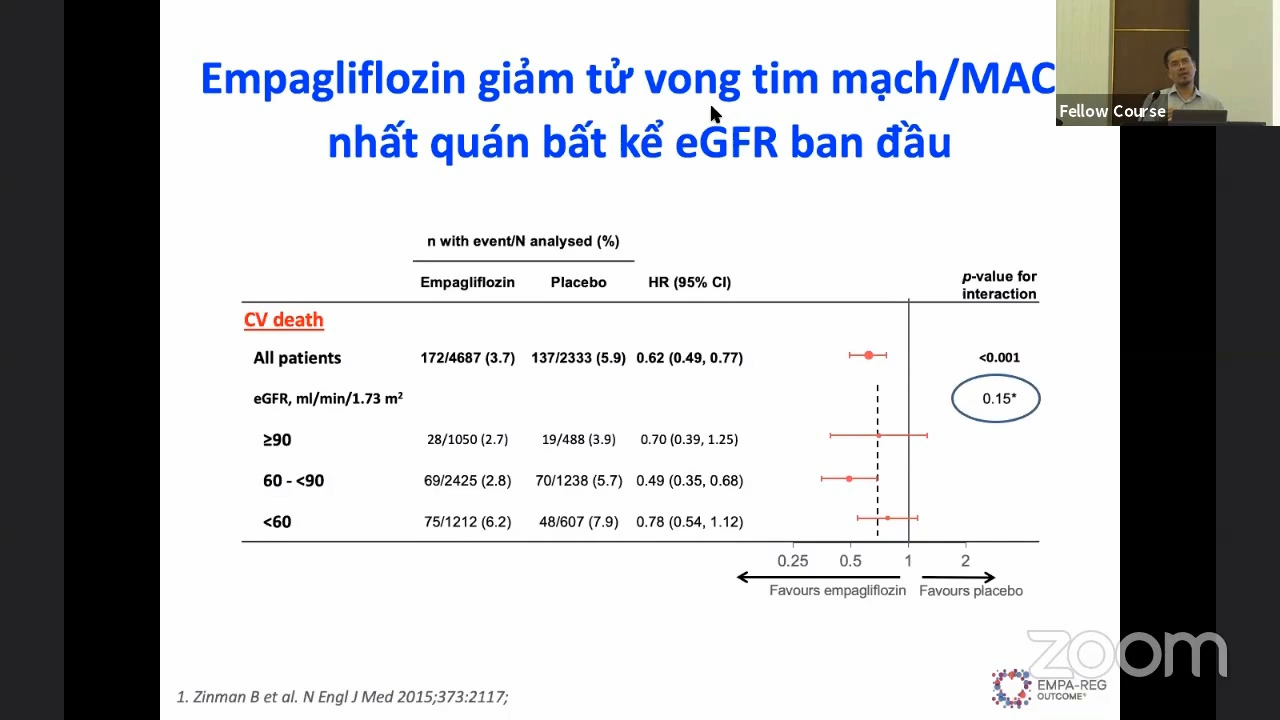 Empagliflozin giảm tử vong tim mạch/MAC
nhất quán bất kể eGFR ban đầu
Fellow Course
n with event/N analysed (%)
Empagliflozin Placebo HR (95% CI) p-value for interaction
CV death
All patients 172/4687 (3.7) 137/2333 (5.9) 0.62 (0.49, 0.77) <0.001
eGFR, ml/min/1.73 m² 0.15*
≥90 28/1050 (2.7) 19/488 (3.9) 0.70 (0.39, 1.25)
60 - <90 69/2425 (2.8) 70/1238 (5.7) 0.49 (0.35, 0.68)
<60 75/1212 (6.2) 48/607 (7.9) 0.78 (0.54, 1.12)
0.25 0.5 1 2
Favours empagliflozin Favours placebo
zoom
EMPA-REG
OUTCOME®
1. Zinman B et al. N Engl J Med 2015;373:2117;